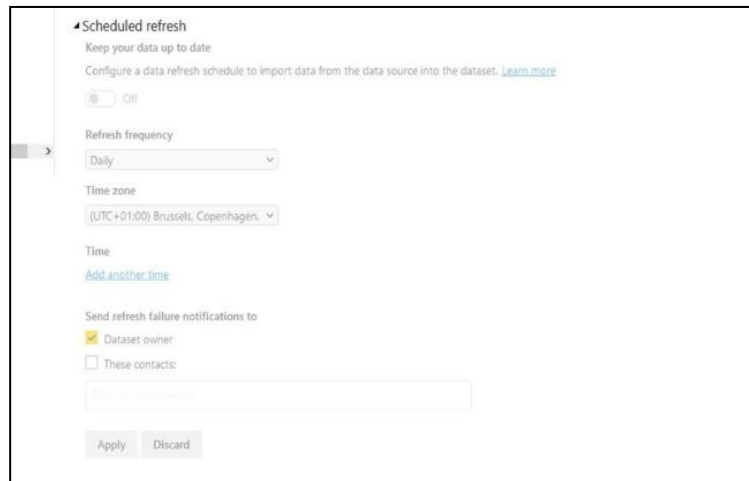 Scheduled refresh
Keep your data up to date
Configure a data refresh schedule to import data from the data source into the dataset. Learn more
Off
Refresh frequency
Daily
Time zone
(UTC+01:00) Brussels, Copenhagen,
Time
Add another time
Send refresh failure notifications to
Dataset owner
These contacts:
Apply Discard